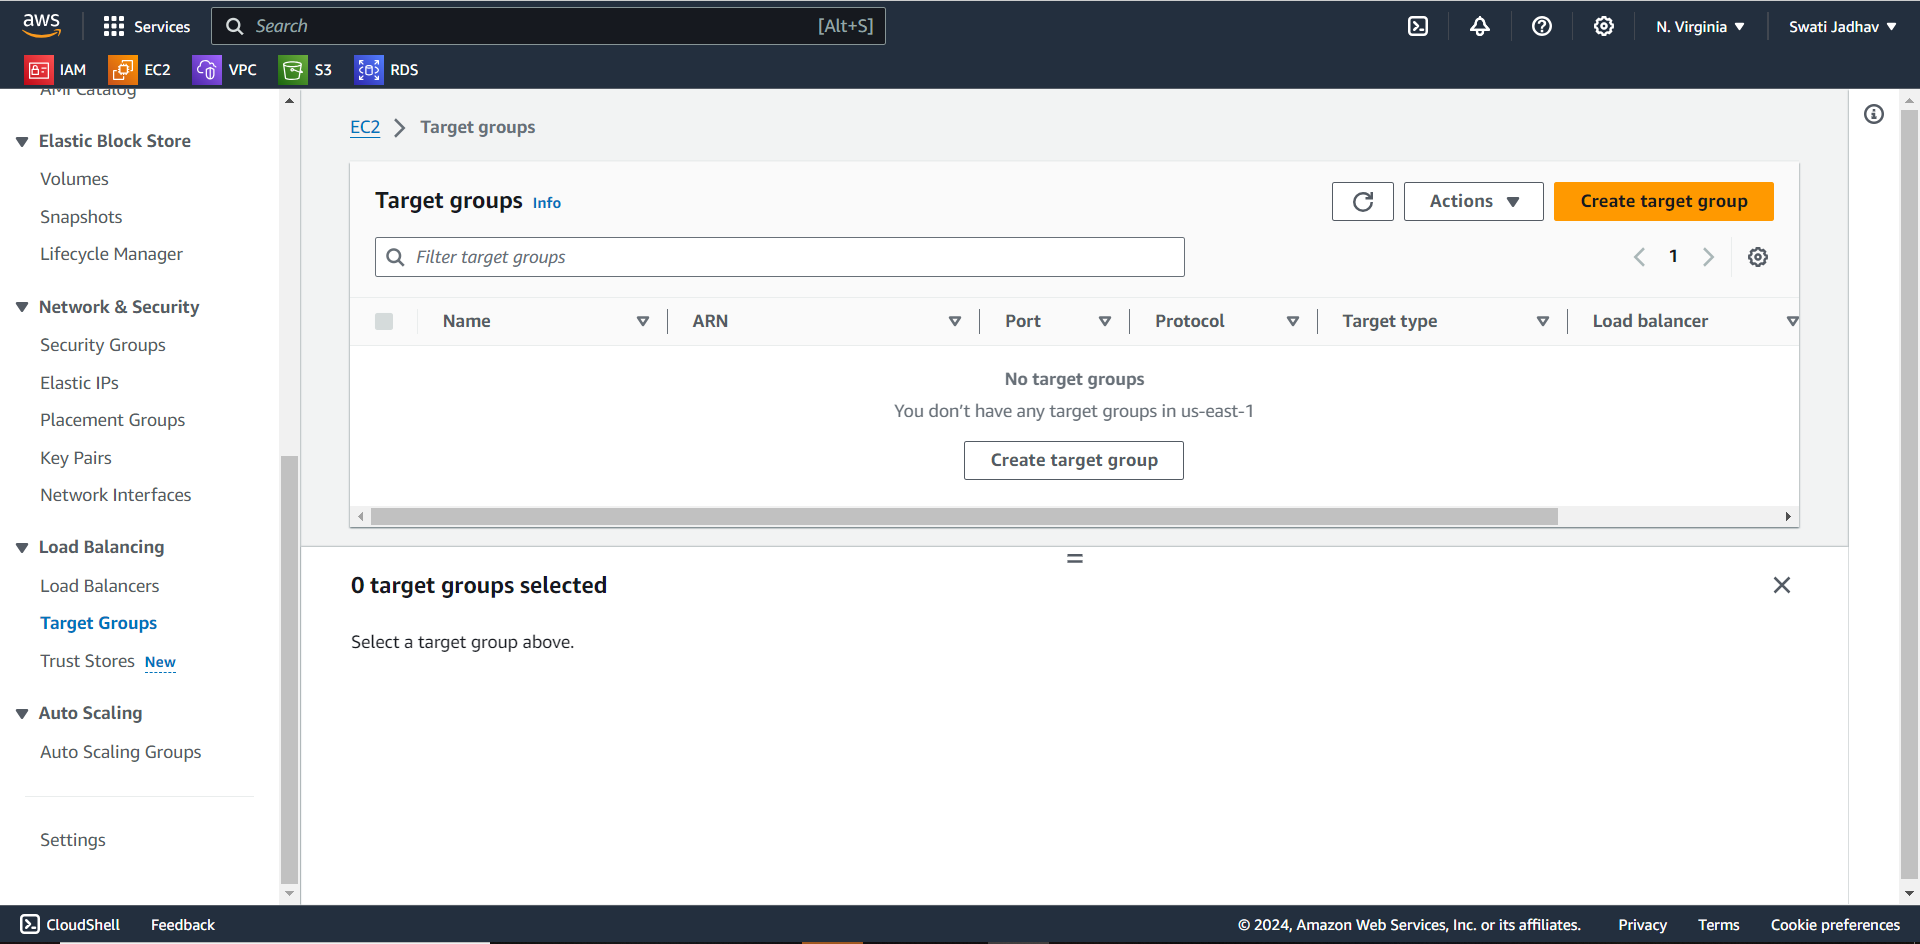 aws
Services
Search
[Alt+S]
N. Virginia
Swati Jadhav
IAM
EC2
VPC
S3
RDS
AMI Catalog
Elastic Block Store
Volumes
Snapshots
Lifecycle Manager
Network & Security
Security Groups
Elastic IPs
Placement Groups
Key Pairs
Network Interfaces
Load Balancing
Load Balancers
Target Groups
Trust Stores New
Auto Scaling
Auto Scaling Groups
Settings
EC2 Target groups
Target groups Info
Actions
Create target group
Filter target groups
1
Name
ARN
Port
Protocol
Target type
Load balancer
No target groups
You don’t have any target groups in us-east-1
Create target group
0 target groups selected
Select a target group above.
CloudShell
Feedback
© 2024, Amazon Web Services, Inc. or its affiliates.
Privacy
Terms
Cookie preferences